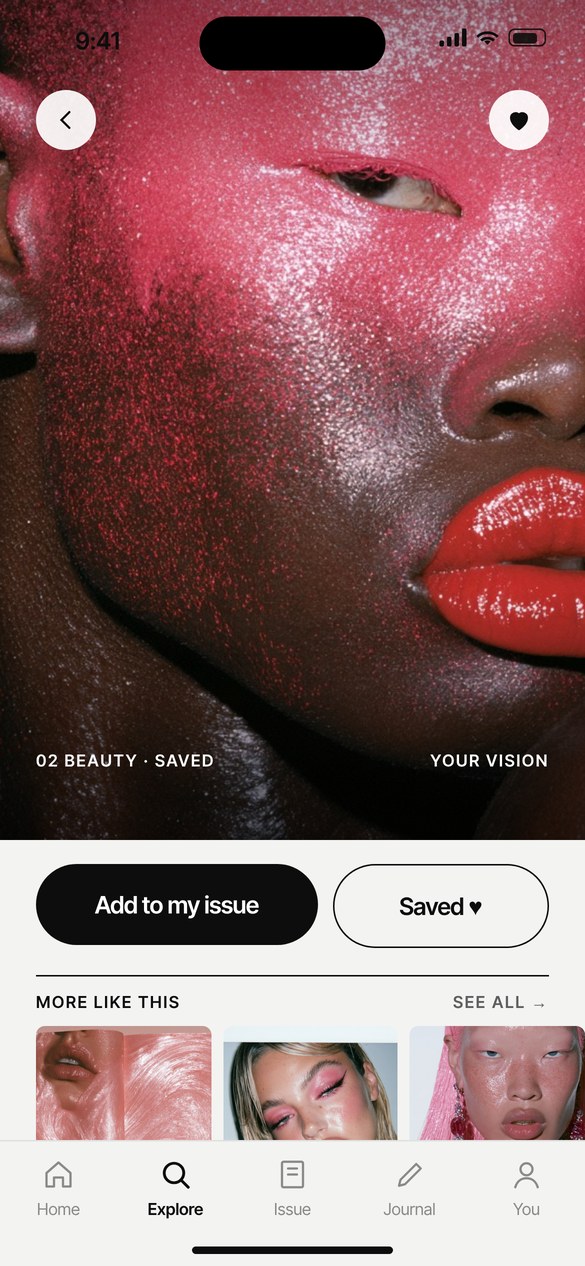 9:41
02 BEAUTY · SAVED
YOUR VISION
Add to my issue
Saved ♥
MORE LIKE THIS
SEE ALL →
Home
Explore
Issue
Journal
You